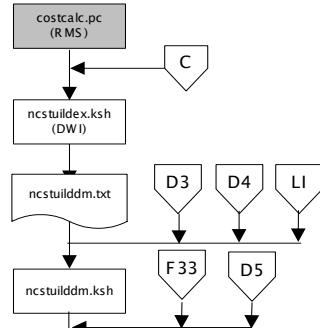 costcalc.pc
(RMS)
C
ncstuildex.ksh
(DWI)
ncstuilddm.txt
D3
D4
LI
ncstuilddm.ksh
F33
D5